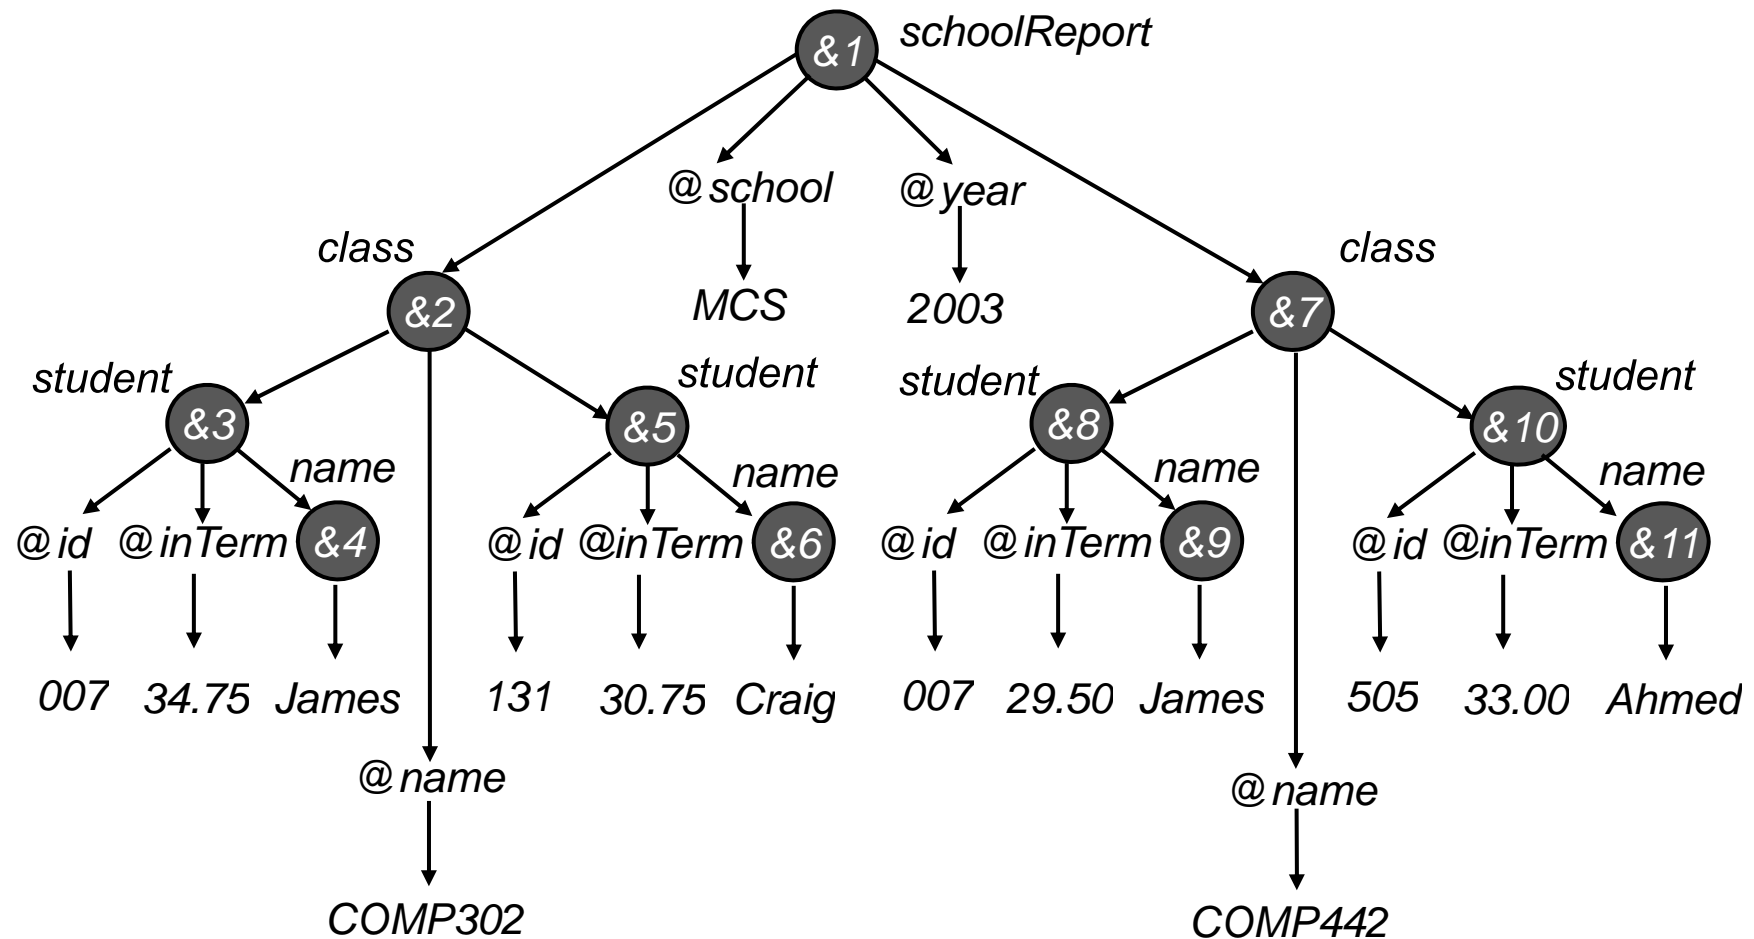 &1 schoolReport
@school @year
MCS 2003
class class
&2 &7
student student student student
&3 &5 &8 &10
name name name name
@id @inTerm &4 @id @inTerm &6 @id @inTerm &9 @id @inTerm &11
007 34.75 James 131 30.75 Craig 007 29.50 James 505 33.00 Ahmed
@name @name
COMP302 COMP442